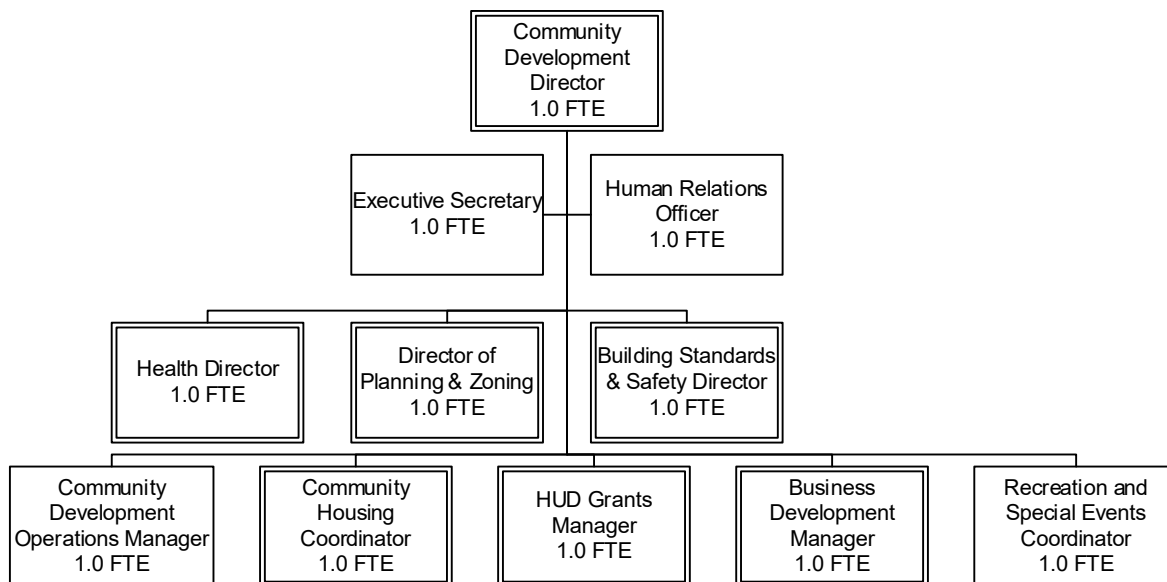 Community
Development
Director
1.0 FTE
Executive Secretary
1.0 FTE
Human Relations
Officer
1.0 FTE
Health Director
1.0 FTE
Director of
Planning & Zoning
1.0 FTE
Building Standards
& Safety Director
1.0 FTE
Community
Development
Operations Manager
1.0 FTE
Community
Housing
Coordinator
1.0 FTE
HUD Grants
Manager
1.0 FTE
Business
Development
Manager
1.0 FTE
Recreation and
Special Events
Coordinator
1.0 FTE